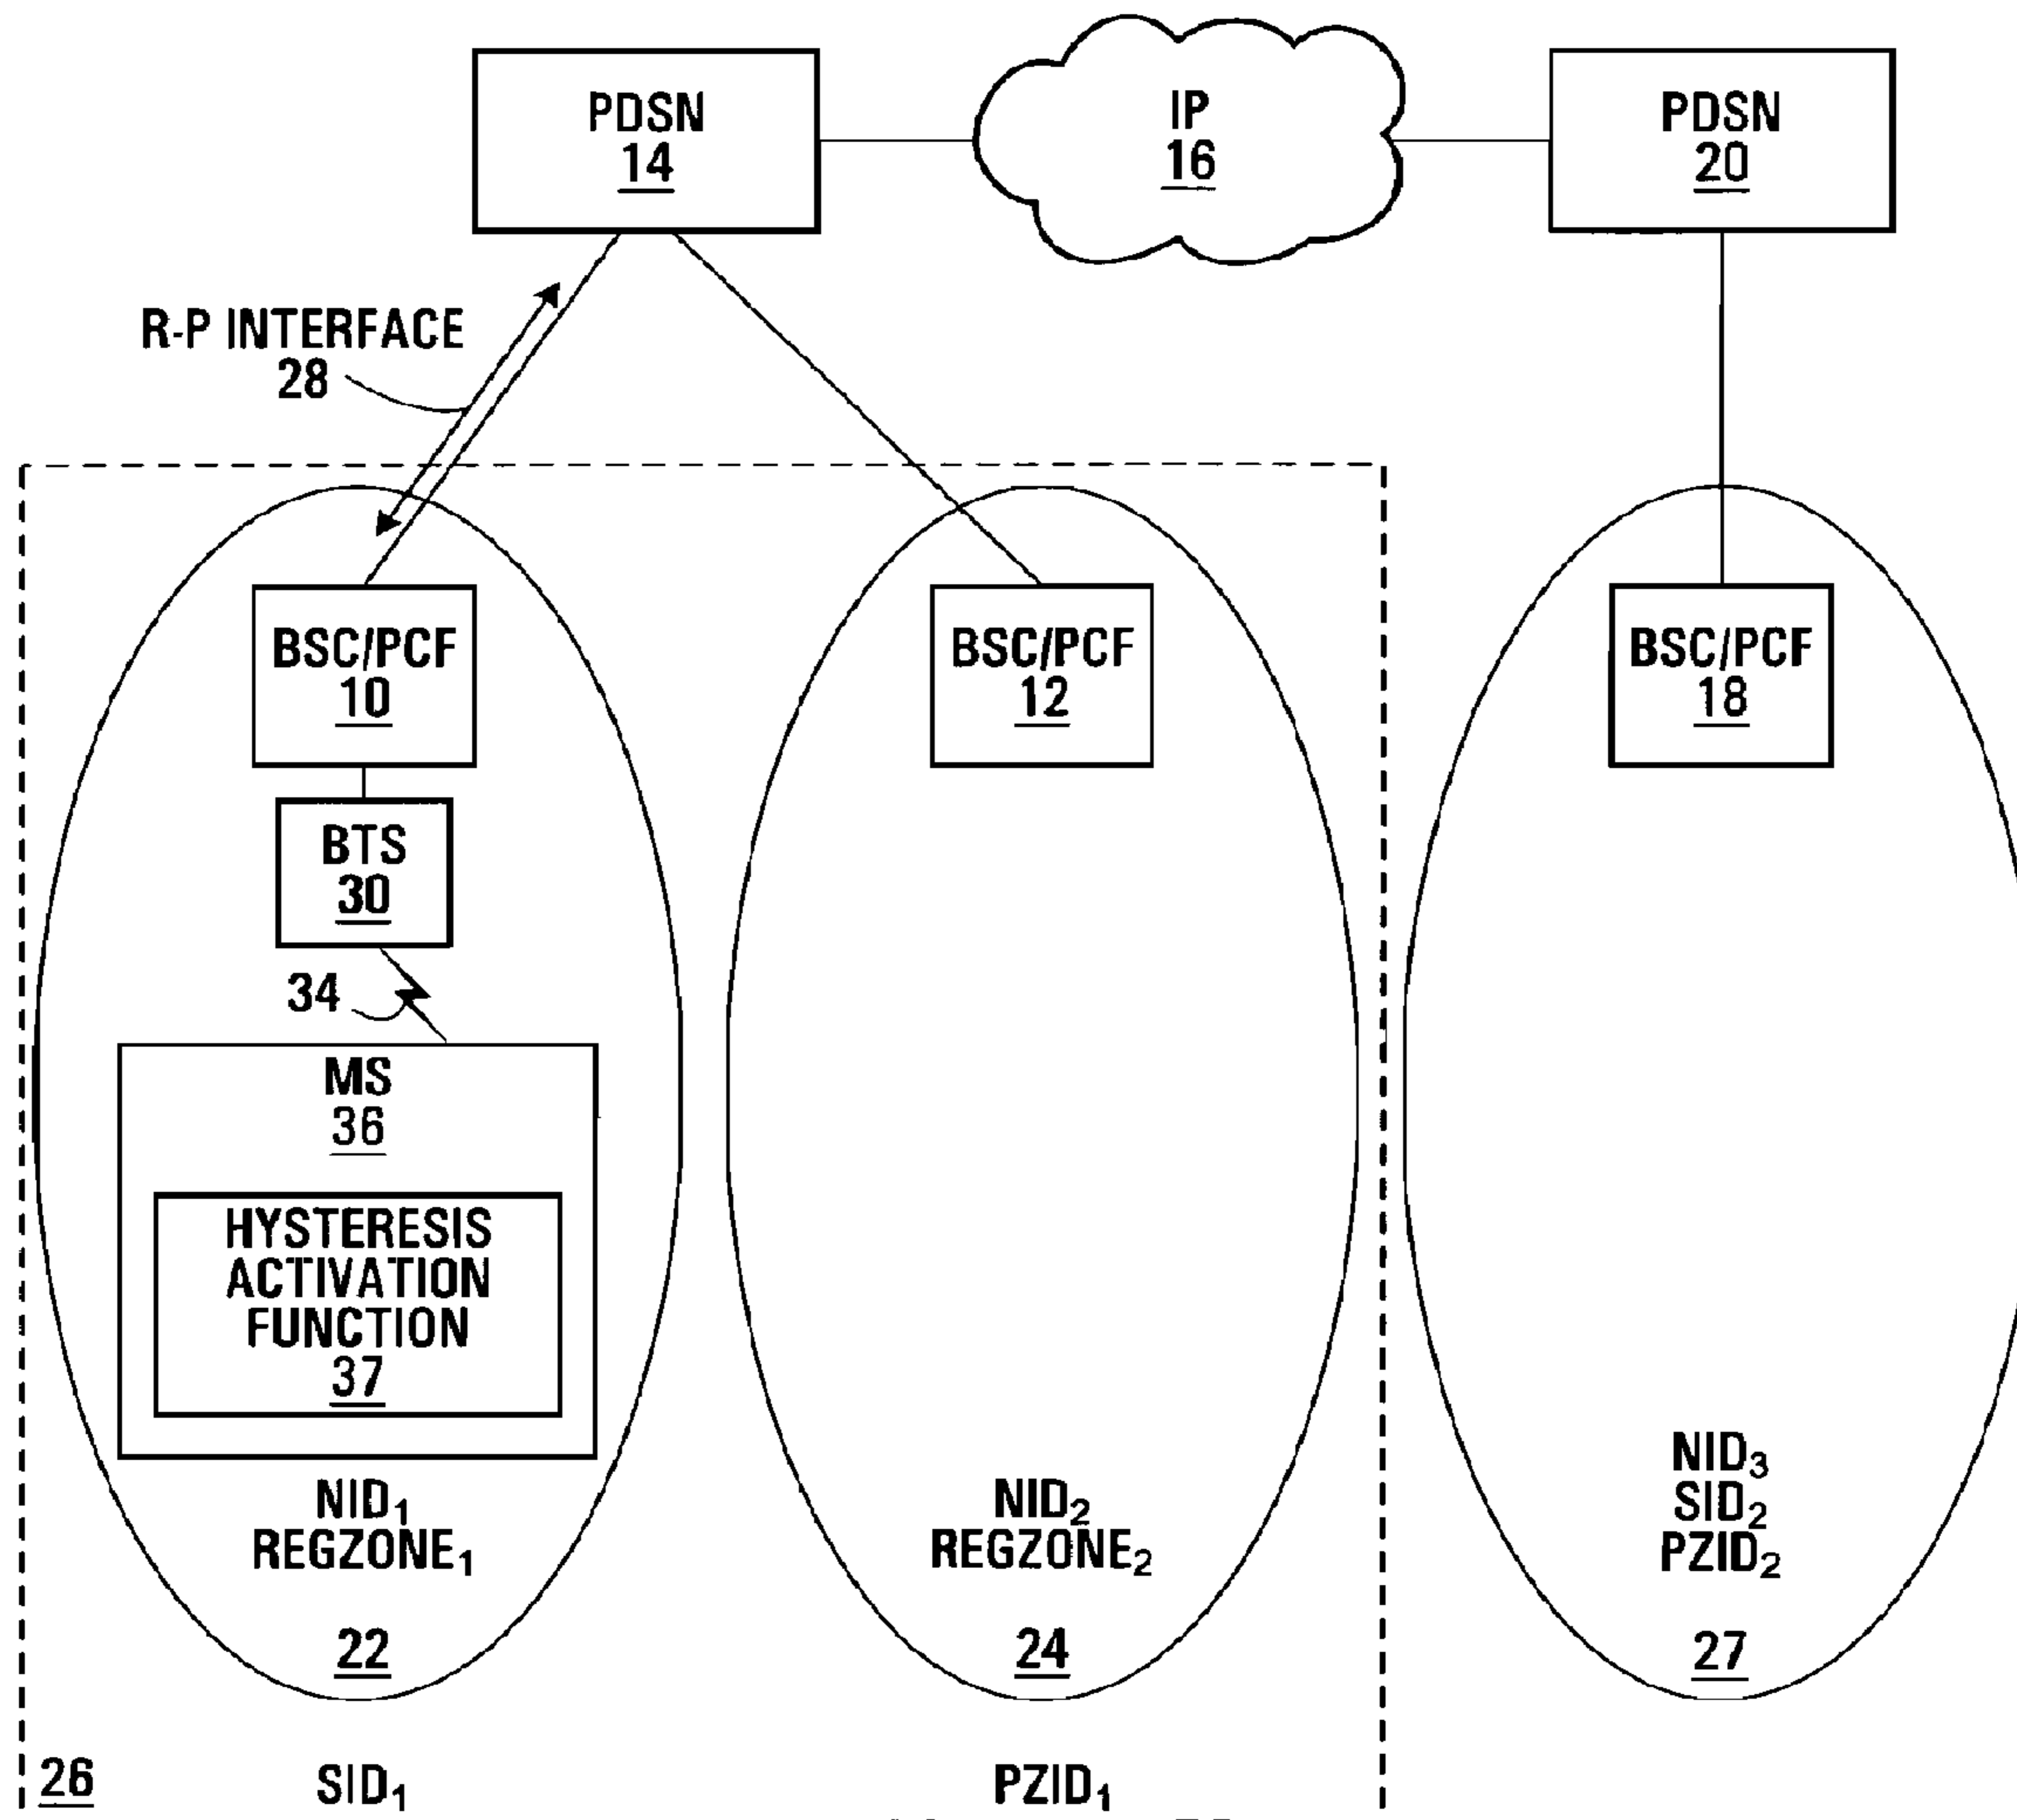 PDSN
14
IP
16
PDSN
20
R-P INTERFACE
28
BSC/PCF
10
BSC/PCF
12
BSC/PCF
18
BTS
30
34
MS
36
HYSTERESIS
ACTIVATION
FUNCTION
37
NID₁
REGZONE₁
22
NID₂
REGZONE₂
24
NID₃
SID₂
PZID₂
27
26
SID₁
PZID₁